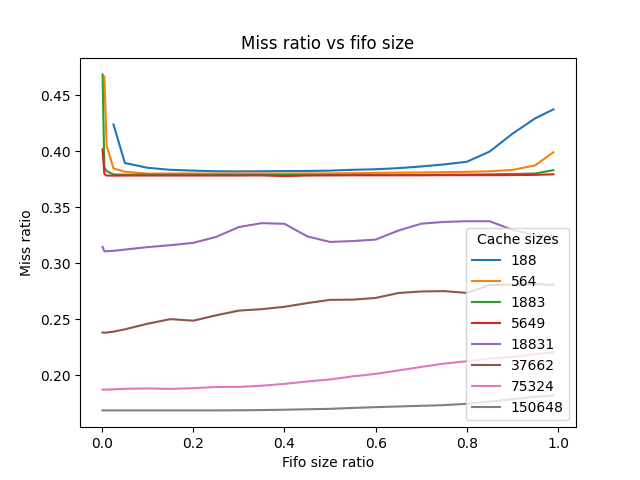 Miss ratio vs fifo size
0.45
0.40
0.35
0.30
0.25
0.20
Miss ratio
0.0 0.2 0.4 0.6 0.8 1.0
Fifo size ratio
Cache sizes
188
564
1883
5649
18831
37662
75324
150648